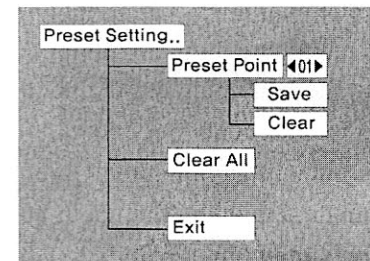 Preset Setting..
Preset Point ◀01▶
Save
Clear
Clear All
Exit